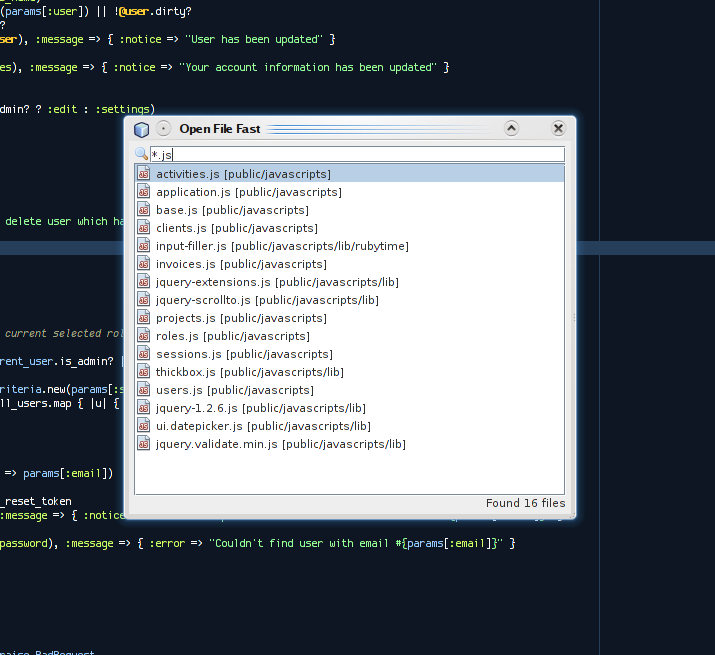 (params[:user]) || !@user.dirty?
?
ser), :message => { :notice => "User has been updated" }
es), :message => { :notice => "Your account information has been updated" }
dmin? ? :edit : :settings)
Open File Fast
*.js
activities.js [public/javascripts]
application.js [public/javascripts]
base.js [public/javascripts]
delete user which ha
clients.js [public/javascripts]
input-filler.js [public/javascripts/lib/rubytime]
invoices.js [public/javascripts]
jquery-extensions.js [public/javascripts/lib]
jquery-scrollto.js [public/javascripts/lib]
projects.js [public/javascripts]
current selected rol
roles.js [public/javascripts]
sessions.js [public/javascripts]
rent_user.is_admin? |
thickbox.js [public/javascripts/lib]
users.js [public/javascripts]
riteria.new(params[:s
ll_users.map { |u| {
jquery-1.2.6.js [public/javascripts/lib]
ui.datepicker.js [public/javascripts/lib]
jquery.validate.min.js [public/javascripts/lib]
=> params[:email])
_reset_token
Found 16 files
:message => { :notice
password), :message => { :error => "Couldn't find user with email #{params[:email]}" }